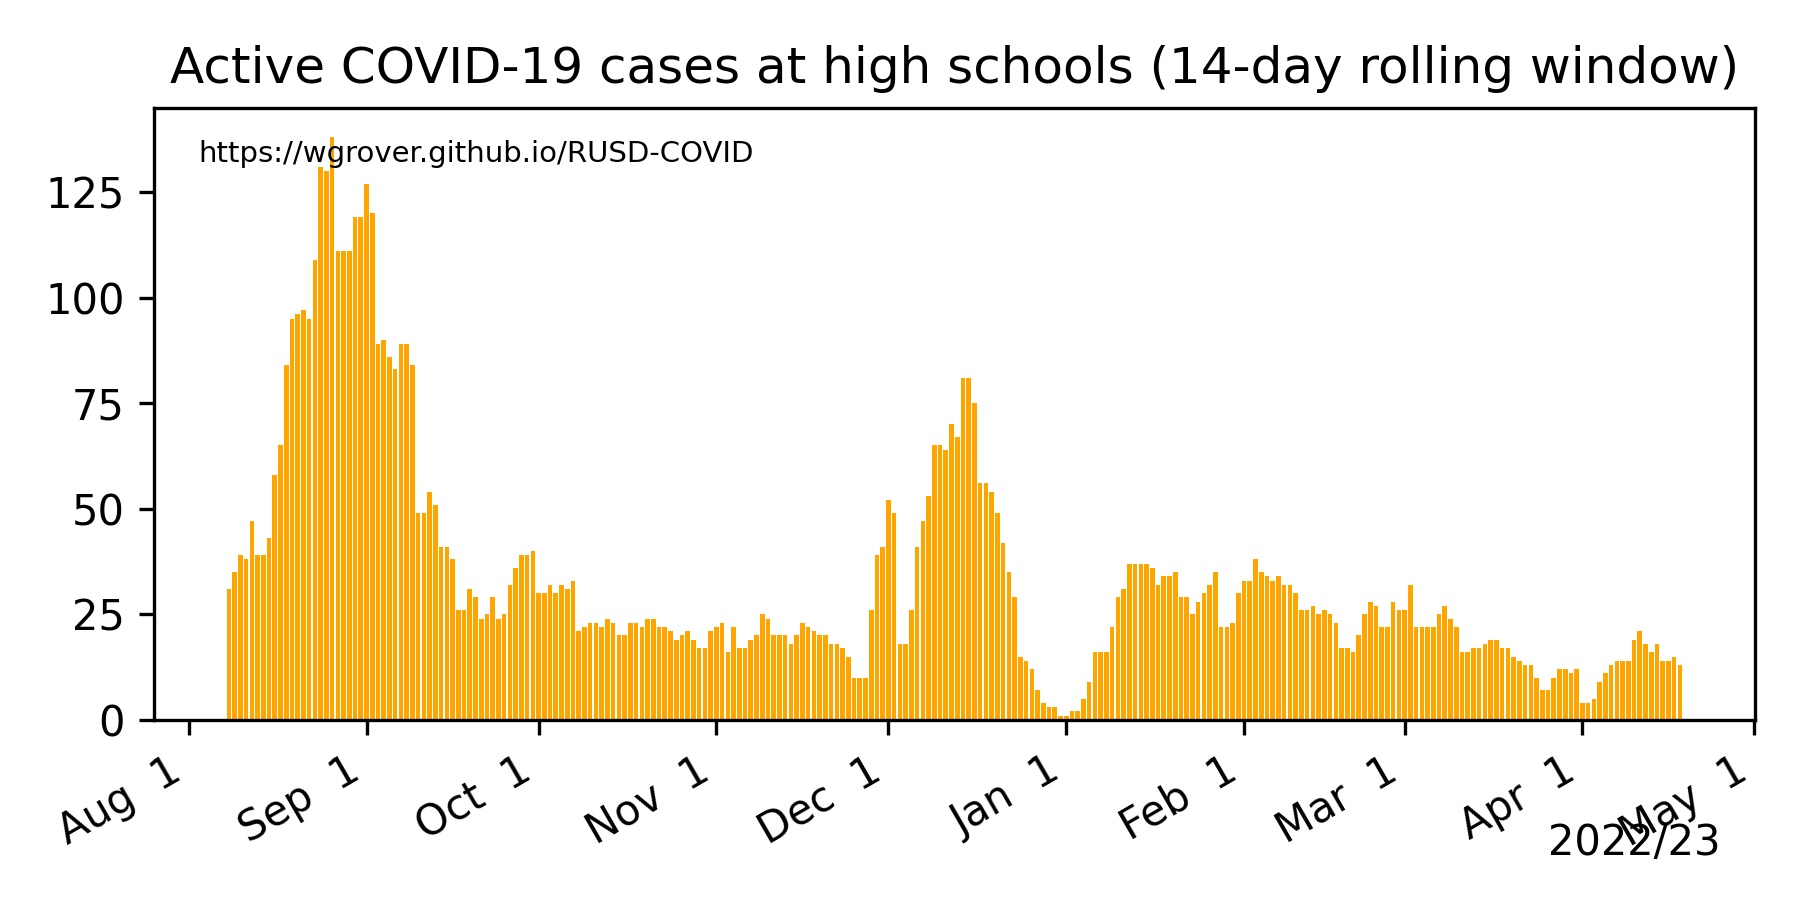 Active COVID-19 cases at high schools (14-day rolling window)
https://wgrover.github.io/RUSD-COVID
125
100
75
50
25
0
Aug 1
Sep 1
Oct 1
Nov 1
Dec 1
Jan 1
Feb 1
Mar 1
Apr 1
May 1
2022/23